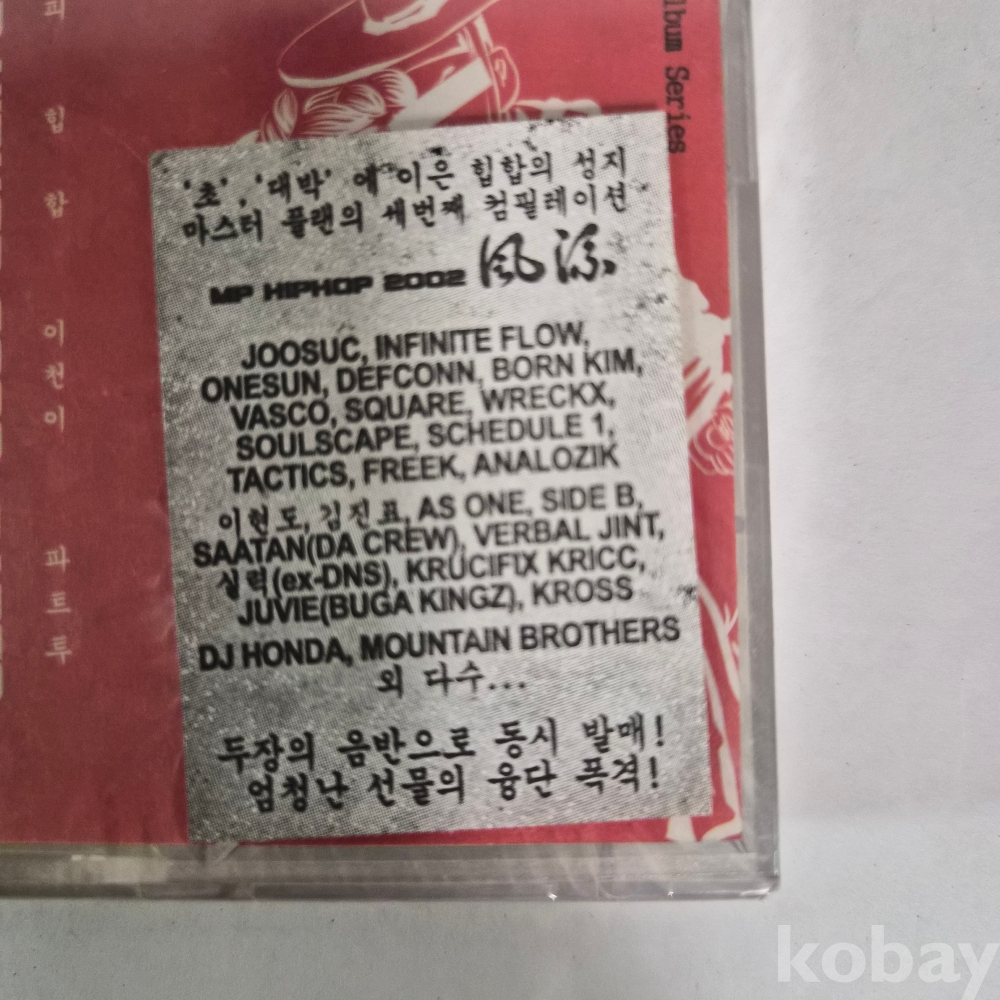 '초', '대박' 에 이은 힙합의 성지
마스터 플랜의 세번째 컴필레이션
MP HIPHOP 2002 風流
JOOSUC, INFINITE FLOW,
ONESUN, DEFCONN, BORN KIM,
VASCO, SQUARE, WRECKX,
SOULSCAPE, SCHEDULE 1,
TACTICS, FREEK, ANALOZIK
이현도, 김진표, AS ONE, SIDE B,
SAATAN(DA CREW), VERBAL JINT,
실력(ex-DNS), KRUCIFIX KRICC,
JUVIE(BUGA KINGZ), KROSS
DJ HONDA, MOUNTAIN BROTHERS
외 다수...
두장의 음반으로 동시 발매!
엄청난 선물의 융단 폭격!
피 힙합 이천이 파트투
lbum Series
kobay